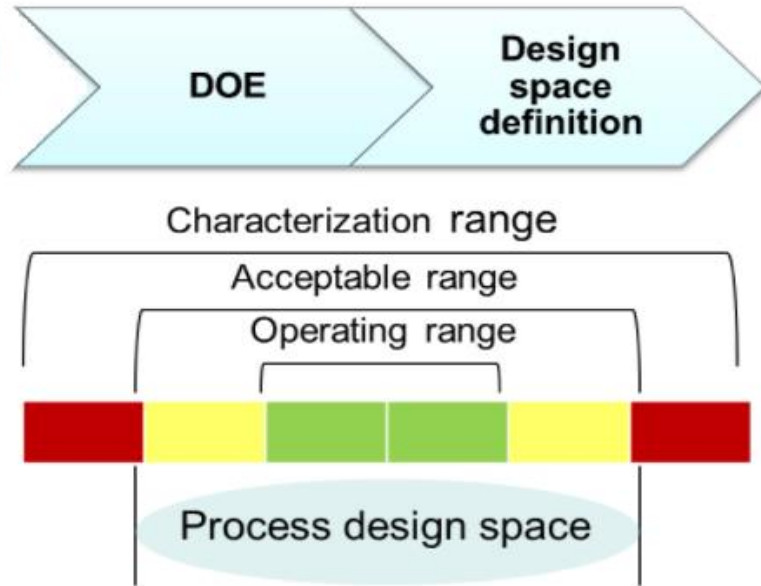 DOE
Design
space
definition
Characterization range
Acceptable range
Operating range
Process design space